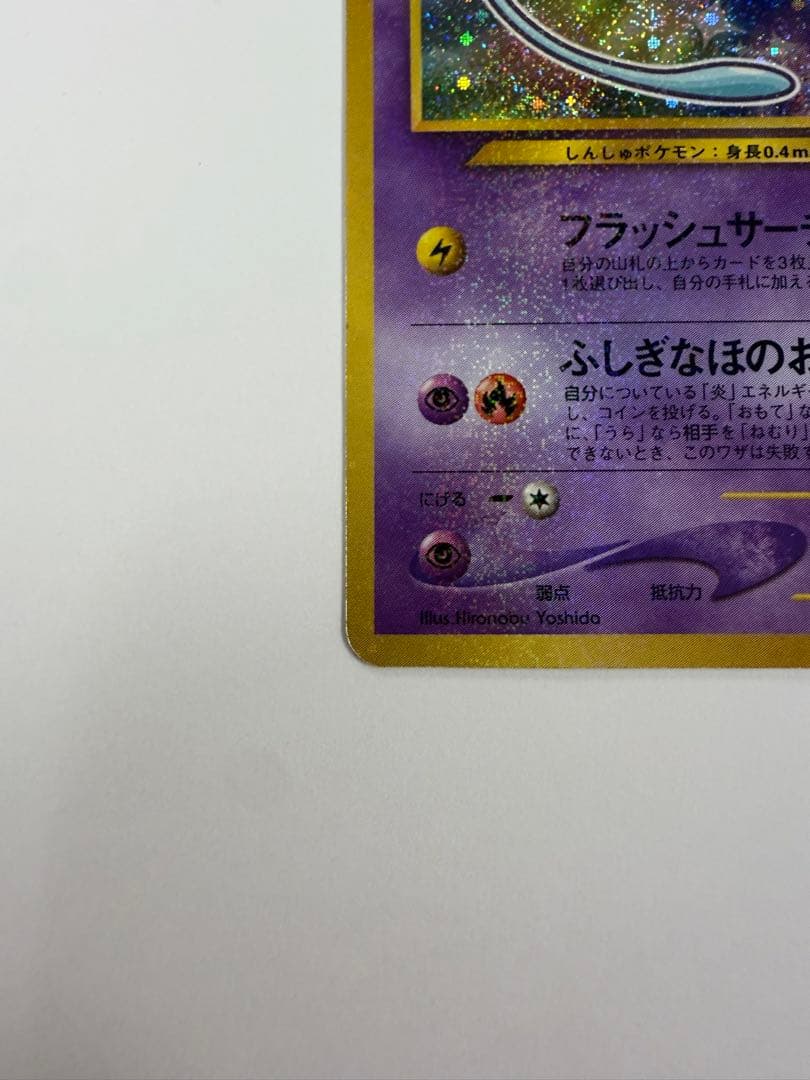 しんしゅポケモン：身長0.4m
フラッシュサー
自分の山札の上からカードを3枚
1枚選び出し、自分の手札に加え
ふしぎなほのお
自分についている「炎」エネルギ
し、コインを投げる。「おもて」な
に、「うら」なら相手を「ねむり」
できないとき、このワザは失敗
にげる
弱点
抵抗力
Illus.Hironobu Yoshida